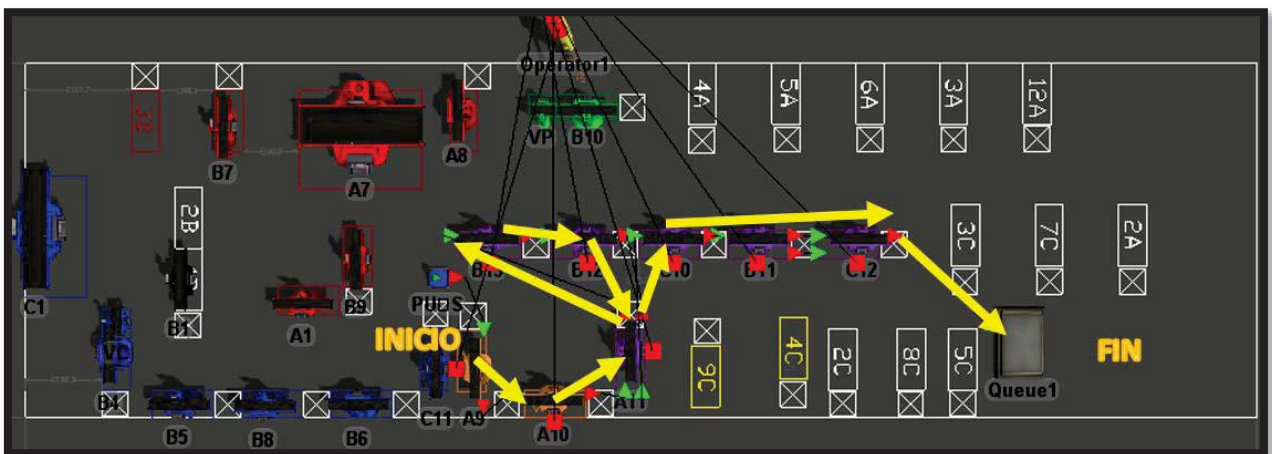 Operator1
4A
5A
6A
3A
12A
3B
B7
A7
A8
VP
B10
2B
C1
B1
A1
B9
B13
B12
C10
B11
C12
3C
7C
2A
INICIO
VC
B4
B5
B8
B6
C11
A9
A10
A11
9C
4C
2C
8C
5C
Queue1
FIN